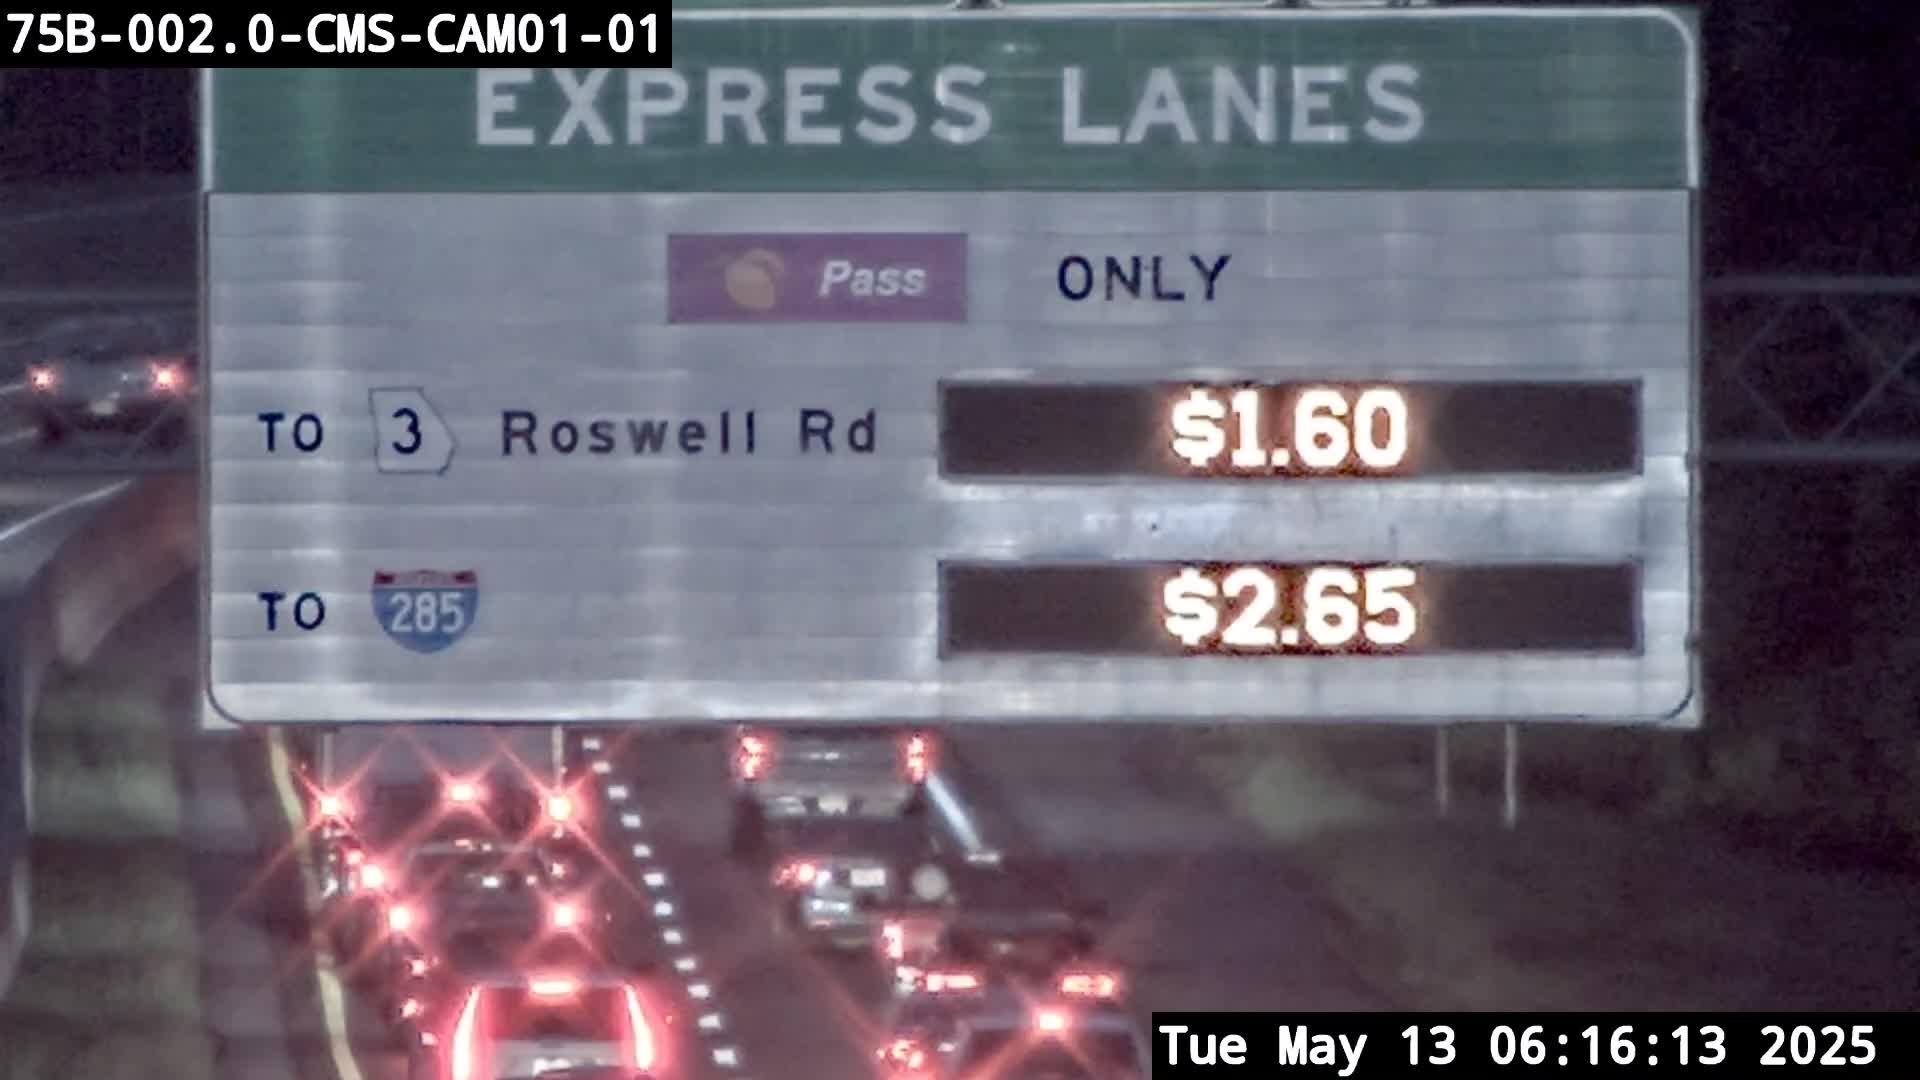 75B-002.0-CMS-CAM01-01
EXPRESS LANES
Pass ONLY
TO 3 Roswell Rd $1.60
TO 285 $2.65
Tue May 13 06:16:13 2025